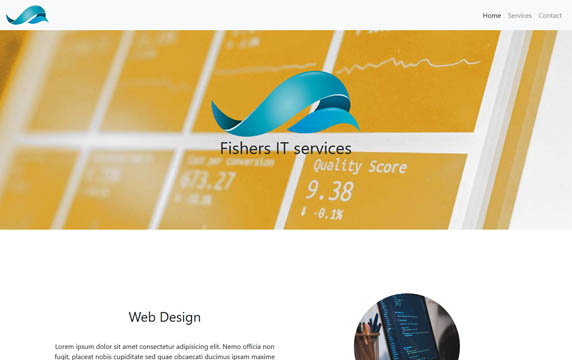 Home Services Contact
Fishers IT services
Cost per conversion
673.27
Quality Score
9.38
-0.1%
Web Design
Lorem ipsum dolor sit amet consectetur adipisicing elit. Nemo officia non
fugit, placeat nobis cupiditate sed quae obcaecati ducimus ipsam maxime